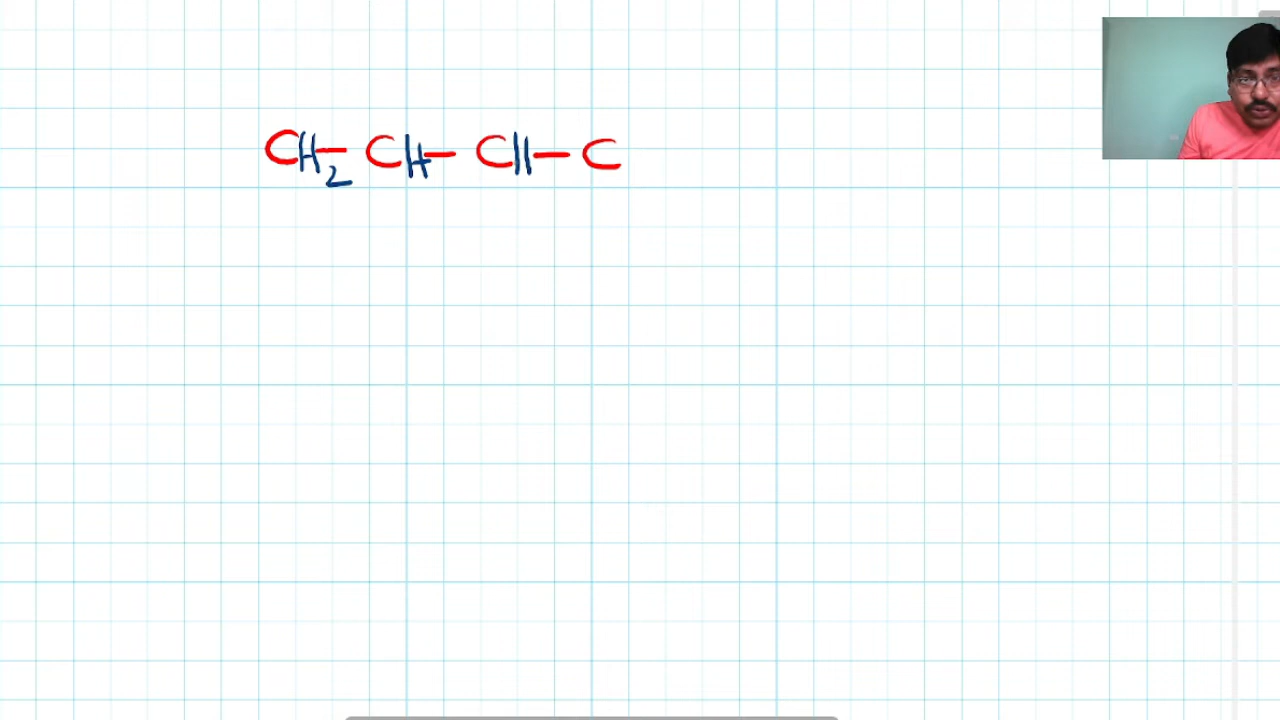 CH₂ – CH – CH – C